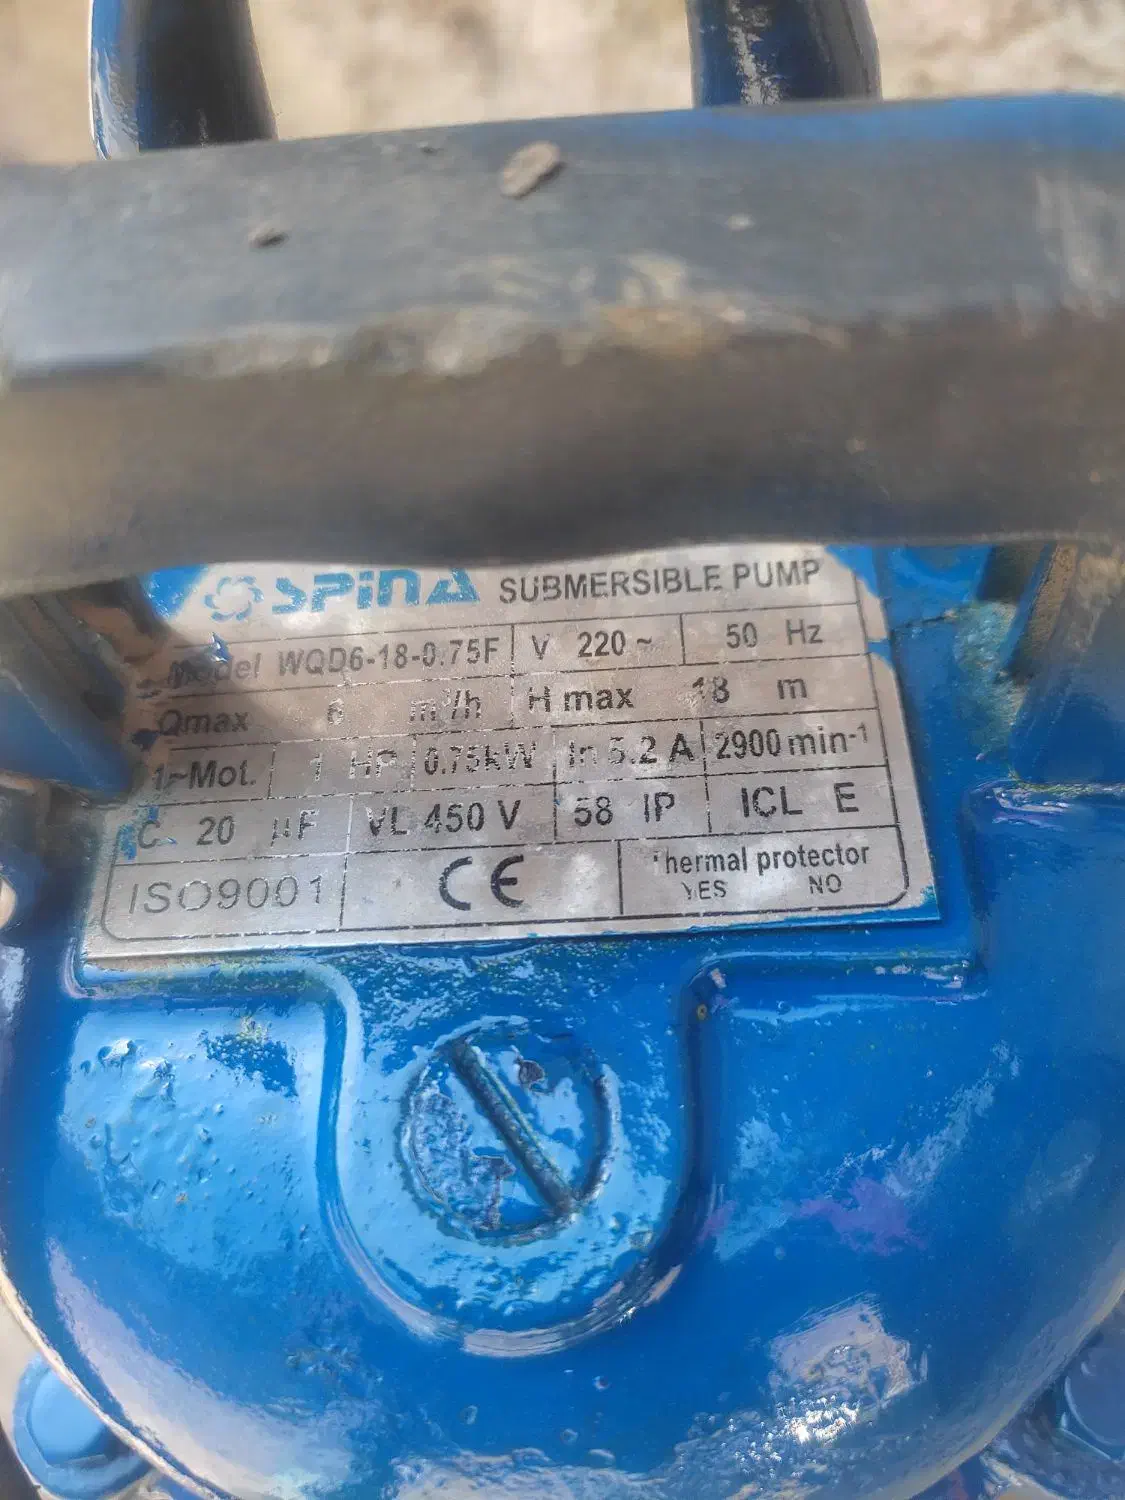 SPINA SUBMERSIBLE PUMP
Model WQD6-18-0.75F V 220 ~ 50 Hz
Qmax 6 m³/h H max 18 m
1~Mot. 1 HP 0.75kW In 5.2 A 2900 min-1
C 20 µF VL 450 V 58 IP ICL E
ISO9001 CE Thermal protector
YES NO